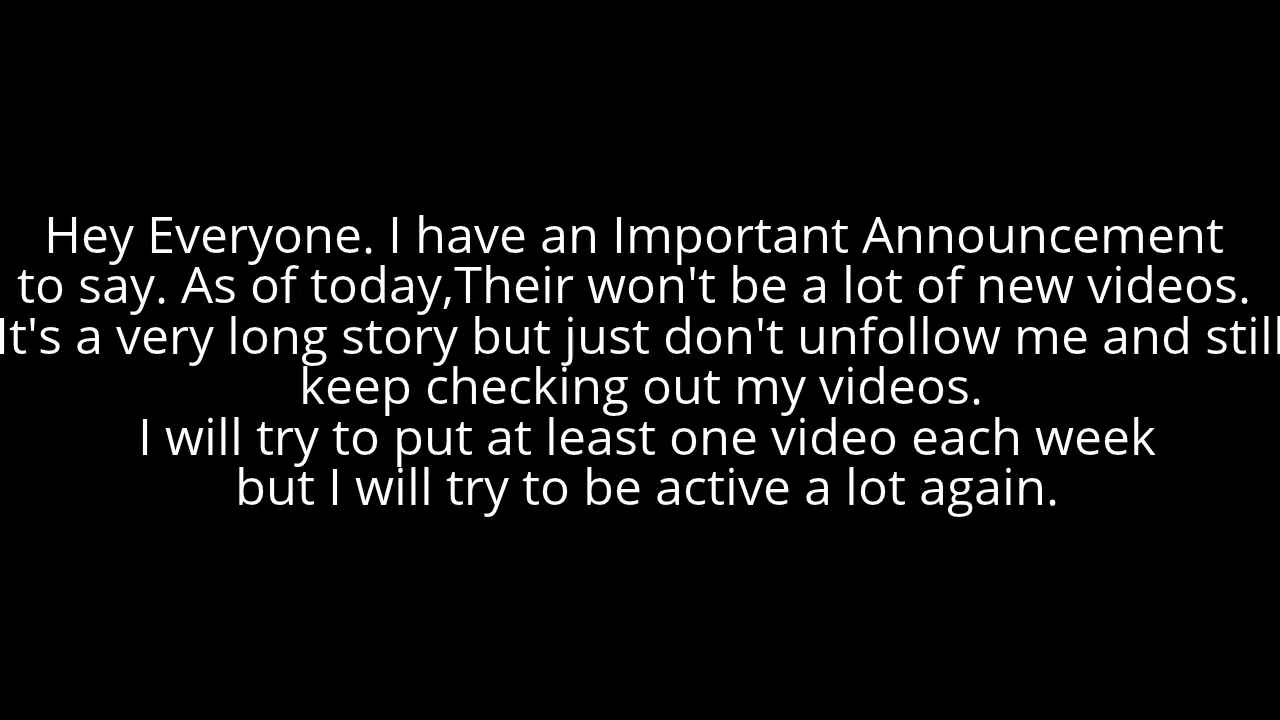 Hey Everyone. I have an Important Announcement
to say. As of today,Their won't be a lot of new videos.
It's a very long story but just don't unfollow me and still
keep checking out my videos.
I will try to put at least one video each week
but I will try to be active a lot again.